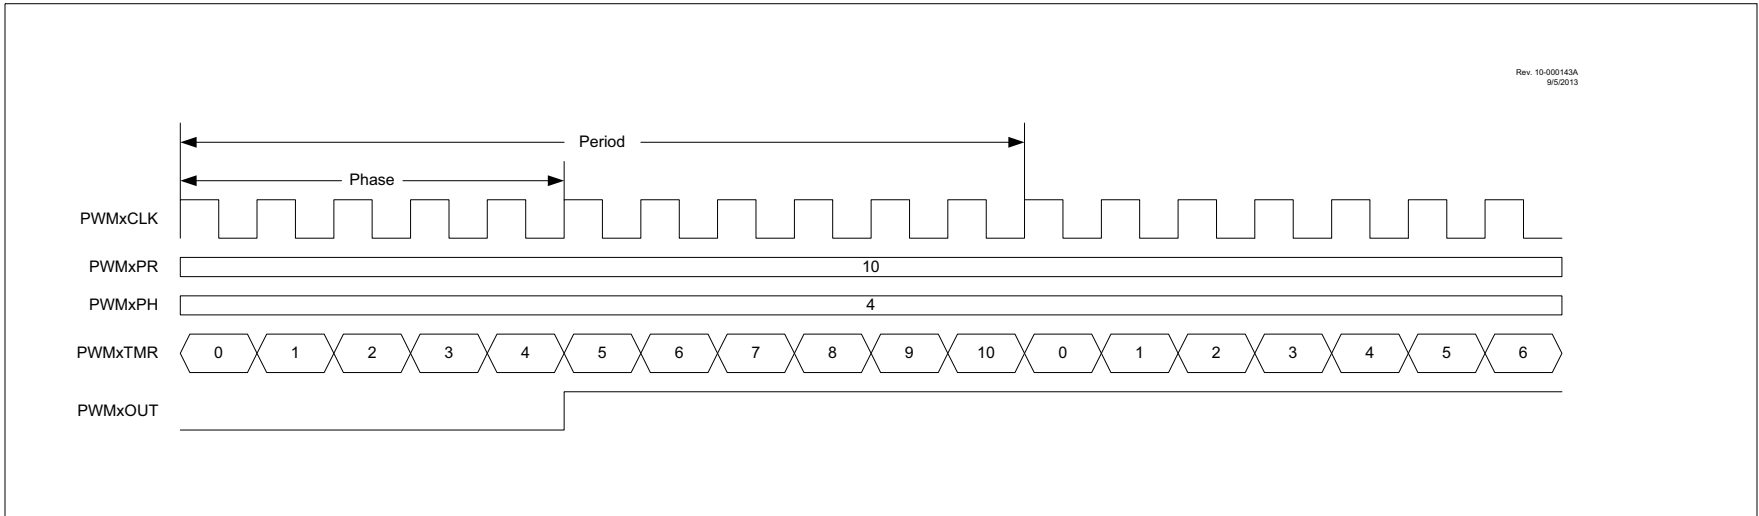 Rev. 10-000143A
9/5/2013
Period
Phase
PWMxCLK
PWMxPR
10
PWMxPH
4
PWMxTMR
0 1 2 3 4 5 6 7 8 9 10 0 1 2 3 4 5 6
PWMxOUT